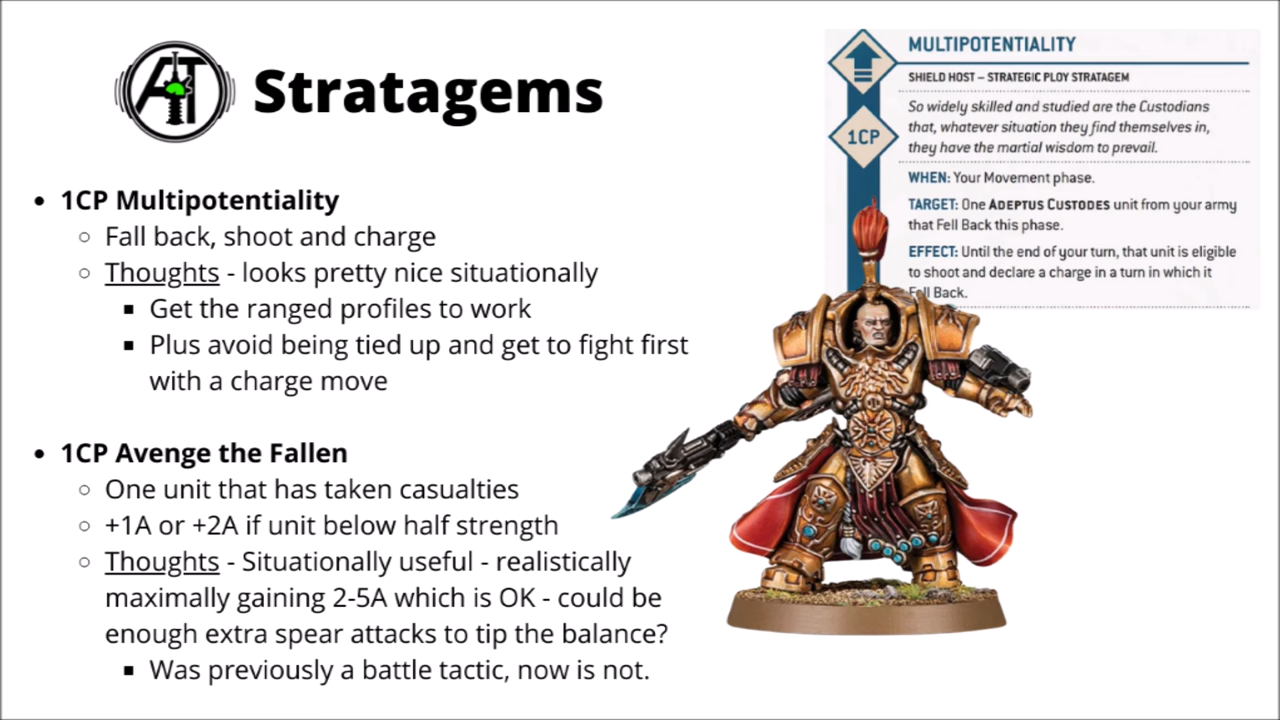 AT
Stratagems
• 1CP Multipotentiality
○ Fall back, shoot and charge
○ Thoughts - looks pretty nice situationally
▪ Get the ranged profiles to work
▪ Plus avoid being tied up and get to fight first
with a charge move
• 1CP Avenge the Fallen
○ One unit that has taken casualties
○ +1A or +2A if unit below half strength
○ Thoughts - Situationally useful - realistically
maximally gaining 2-5A which is OK - could be
enough extra spear attacks to tip the balance?
▪ Was previously a battle tactic, now is not.
MULTIPOTENTIALITY
SHIELD HOST – STRATEGIC PLOY STRATAGEM
So widely skilled and studied are the Custodians
that, whatever situation they find themselves in,
they have the martial wisdom to prevail.
1CP
WHEN: Your Movement phase.
TARGET: One ADEPTUS CUSTODES unit from your army
that Fell Back this phase.
EFFECT: Until the end of your turn, that unit is eligible
to shoot and declare a charge in a turn in which it
Fell Back.